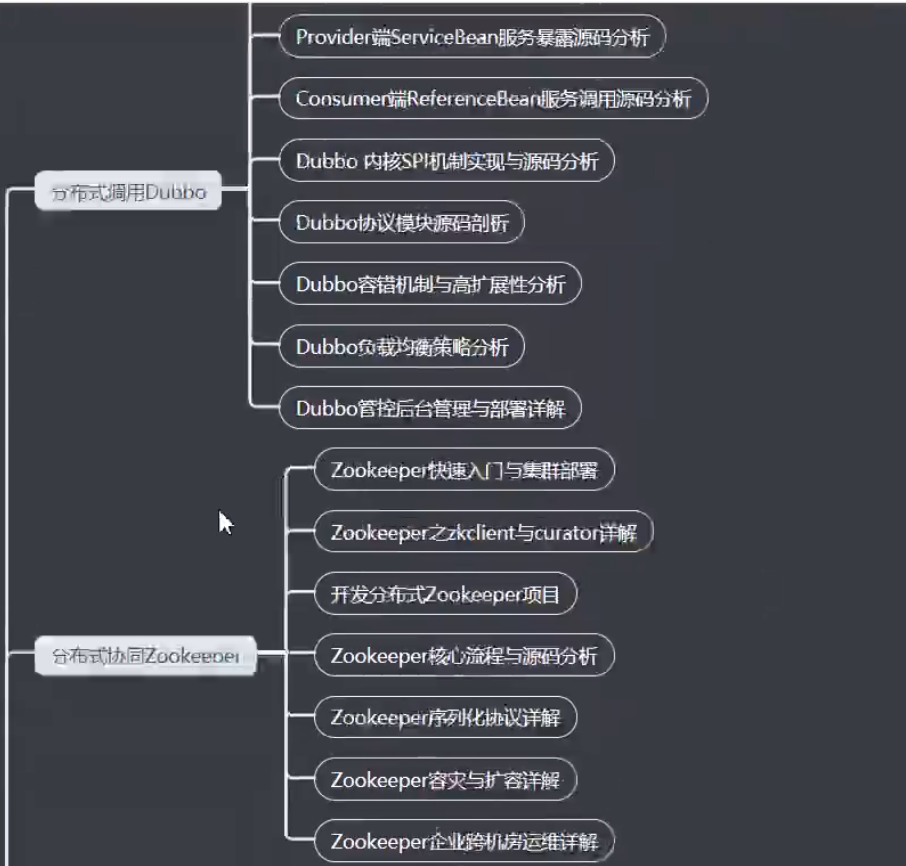 Provider端ServiceBean服务暴露源码分析
Consumer端ReferenceBean服务调用源码分析
Dubbo 内核SPI机制实现与源码分析
分布式调用Dubbo
Dubbo协议模块源码剖析
Dubbo容错机制与高扩展性分析
Dubbo负载均衡策略分析
Dubbo管控后台管理与部署详解
Zookeeper快速入门与集群部署
Zookeeper之zkclient与curator详解
开发分布式Zookeeper项目
分布式协同Zookeeper
Zookeeper核心流程与源码分析
Zookeeper序列化协议详解
Zookeeper容灾与扩容详解
Zookeeper企业跨机房运维详解